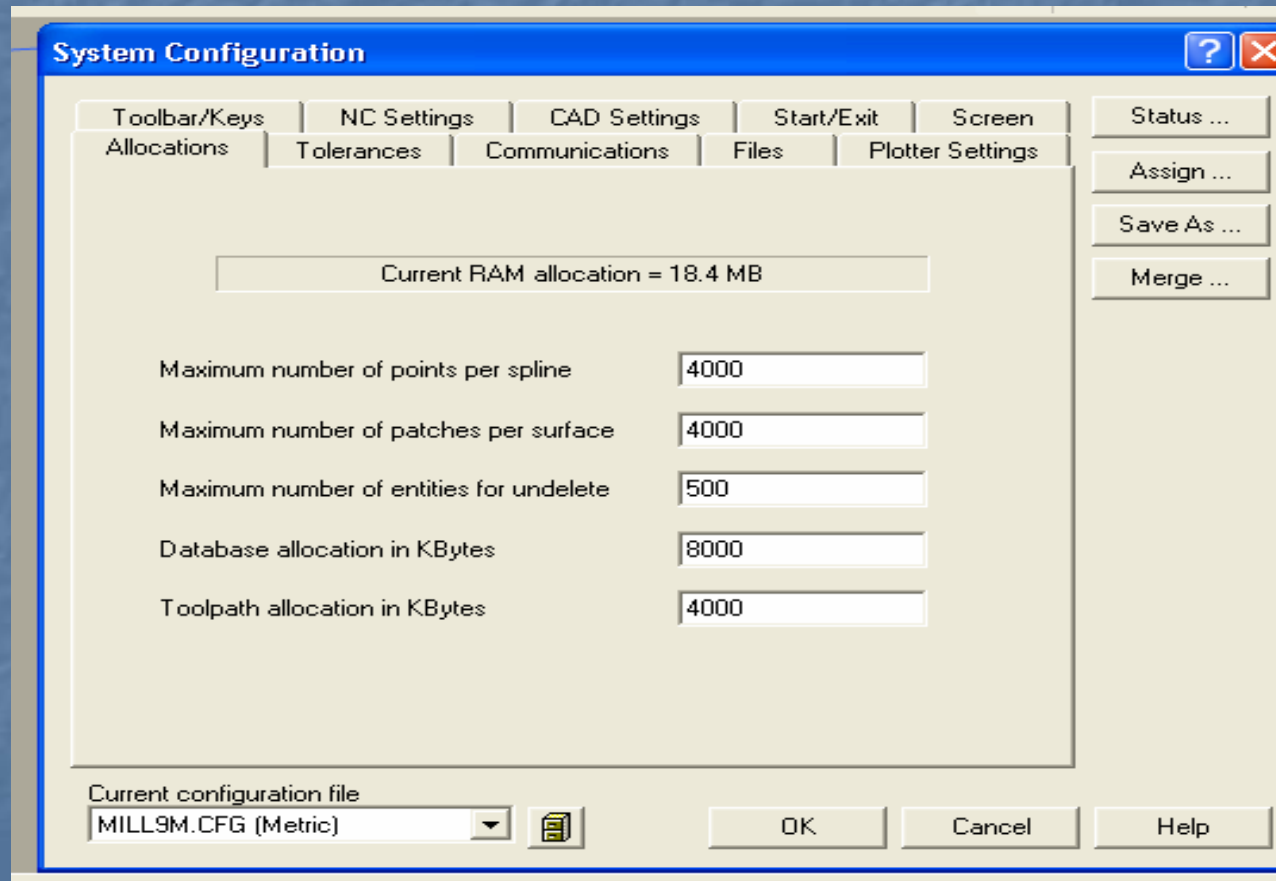 System Configuration
Toolbar/Keys NC Settings CAD Settings Start/Exit Screen
Allocations Tolerances Communications Files Plotter Settings
Status ...
Assign ...
Save As ...
Merge ...
Current RAM allocation = 18.4 MB
Maximum number of points per spline 4000
Maximum number of patches per surface 4000
Maximum number of entities for undelete 500
Database allocation in KBytes 8000
Toolpath allocation in KBytes 4000
Current configuration file
MILL9M.CFG (Metric)
OK Cancel Help